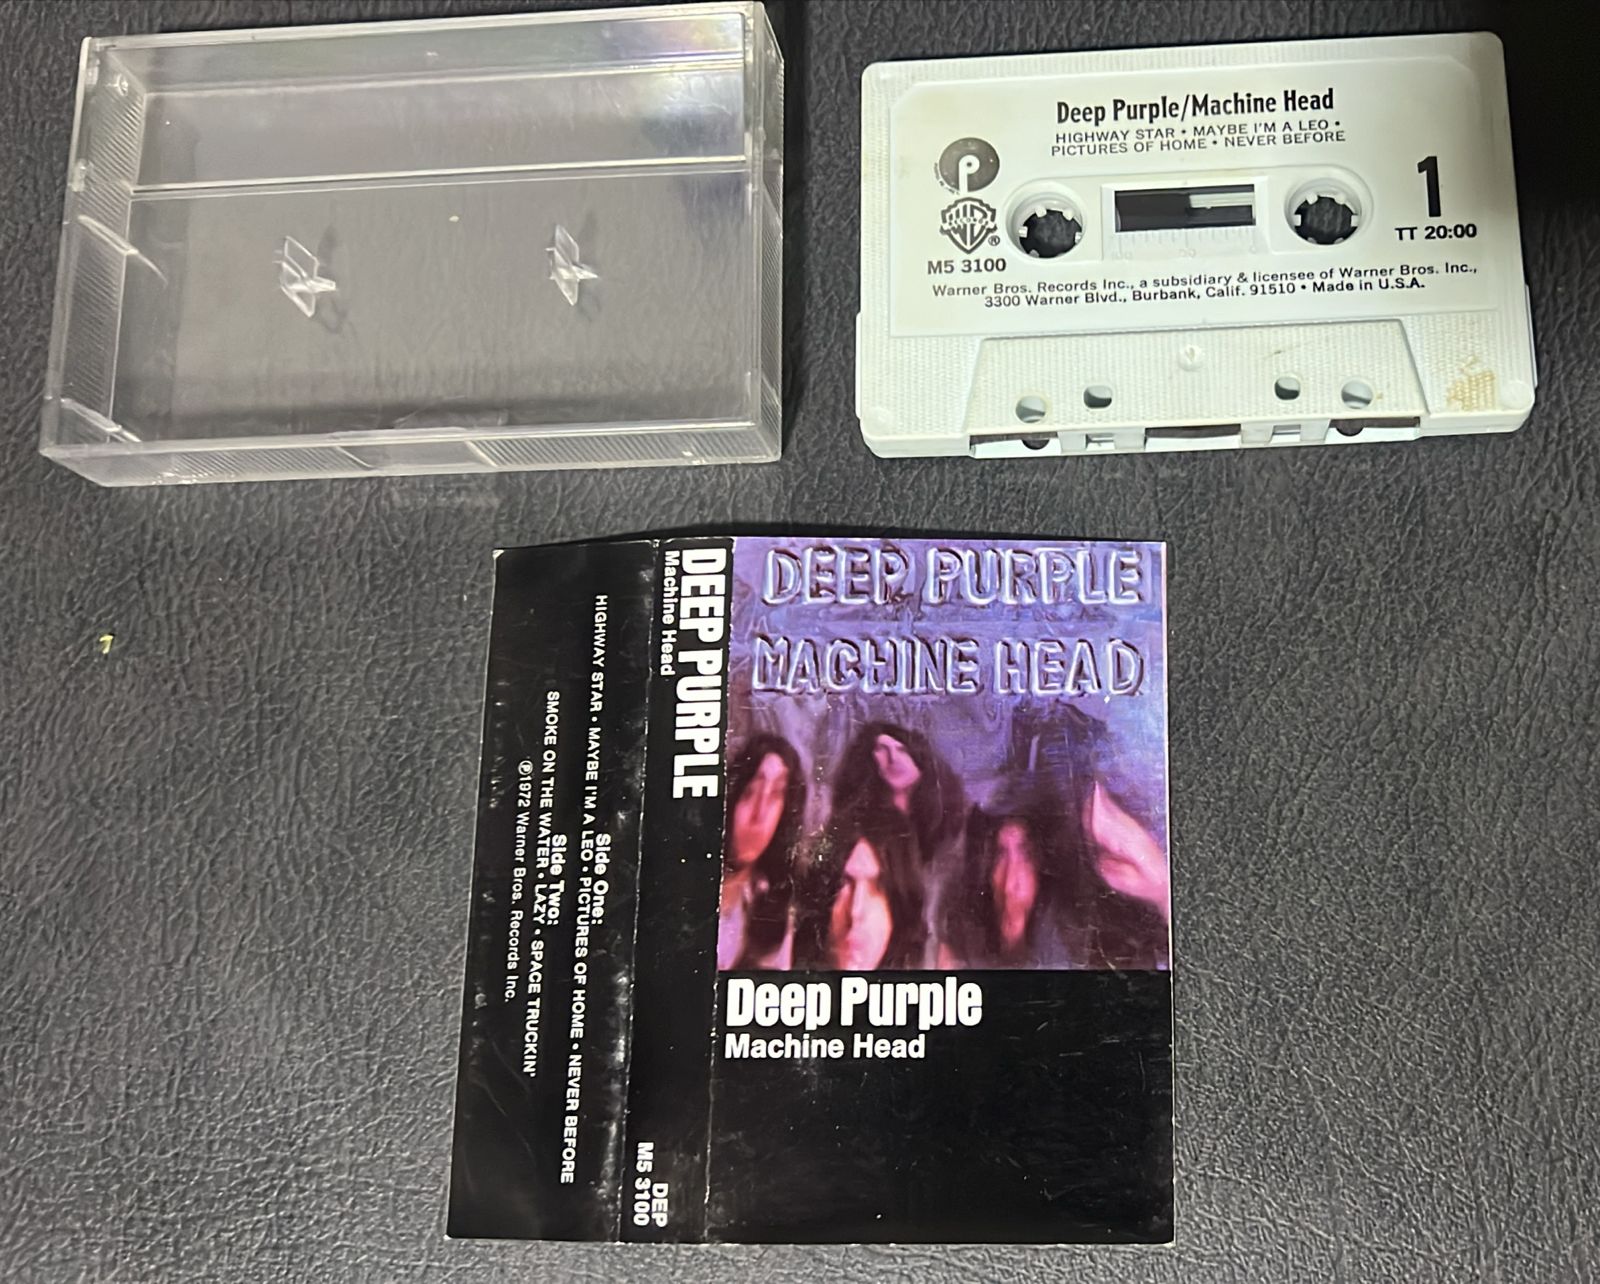 Deep Purple/Machine Head
HIGHWAY STAR • MAYBE I'M A LEO •
PICTURES OF HOME • NEVER BEFORE
1
TT 20:00
M5 3100
Warner Bros. Records Inc., a subsidiary & licensee of Warner Bros. Inc.,
3300 Warner Blvd., Burbank, Calif. 91510 • Made in U.S.A.
100 50 0
DEEP PURPLE
MACHINE HEAD
Deep Purple
Machine Head
DEEP PURPLE
Machine Head
DEP
M5 3100
Side One:
HIGHWAY STAR • MAYBE I'M A LEO • PICTURES OF HOME • NEVER BEFORE
Side Two:
SMOKE ON THE WATER • LAZY • SPACE TRUCKIN'
℗1972 Warner Bros. Records Inc.